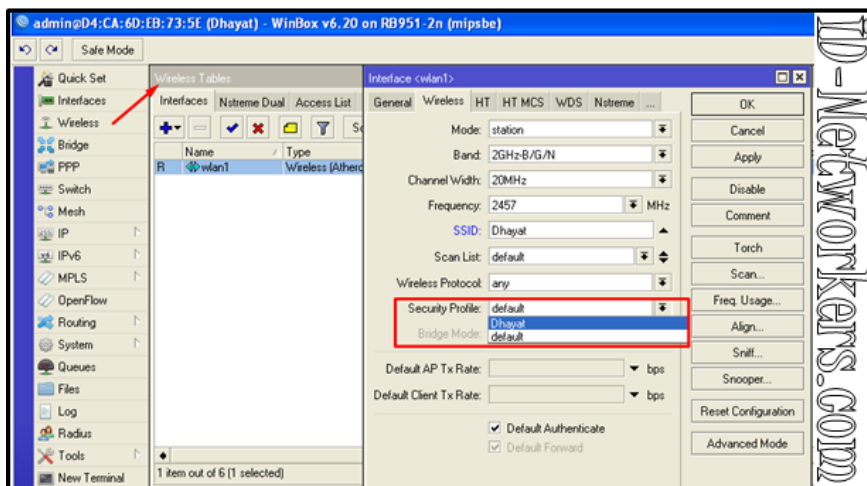 admin@D4:CA:6D:EB:73:5E (Dhayat) - WinBox v6.20 on RB951-2n (mipsbe)
Safe Mode
Quick Set
Interfaces
Wireless
Bridge
PPP
Switch
Mesh
IP
IPv6
MPLS
OpenFlow
Routing
System
Queues
Files
Log
Radius
Tools
New Terminal
Wireless Tables
Interfaces Nstreme Dual Access List
Name / Type
R wlan1 Wireless (Atherc
1 item out of 6 (1 selected)
Interface <wlan1>
General Wireless HT HT MCS WDS Nstreme ...
Mode: station
Band: 2GHz-B/G/N
Channel Width: 20MHz
Frequency: 2457 MHz
SSID: Dhayat
Scan List: default
Wireless Protocol: any
Security Profile: default
Dhayat
Bridge Mode: default
Default AP Tx Rate: bps
Default Client Tx Rate: bps
Default Authenticate
Default Forward
OK
Cancel
Apply
Disable
Comment
Torch
Scan...
Freq. Usage...
Align...
Sniff...
Snooper...
Reset Configuration
Advanced Mode
ID-Networkers.com